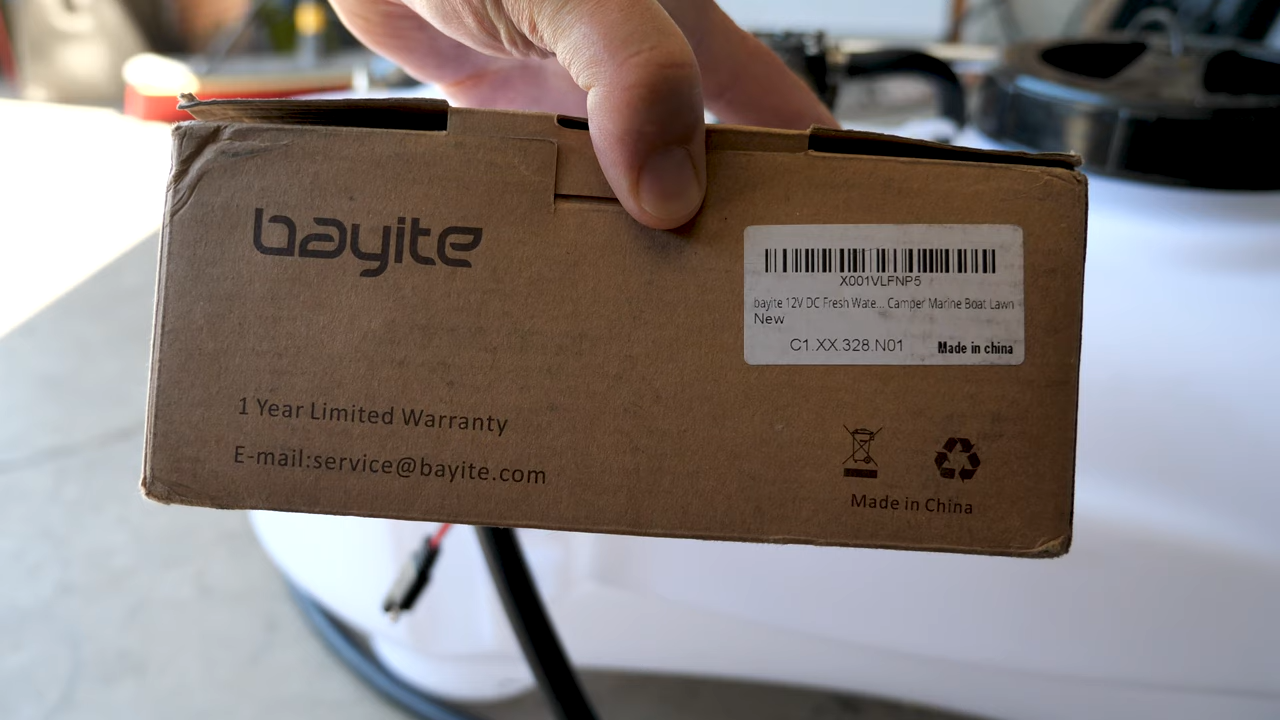 bayite
X001VLFNP5
bayite 12V DC Fresh Wate... Camper Marine Boat Lawn
New
C1.XX.328.N01 Made in china
1 Year Limited Warranty
E-mail:service@bayite.com
Made in China